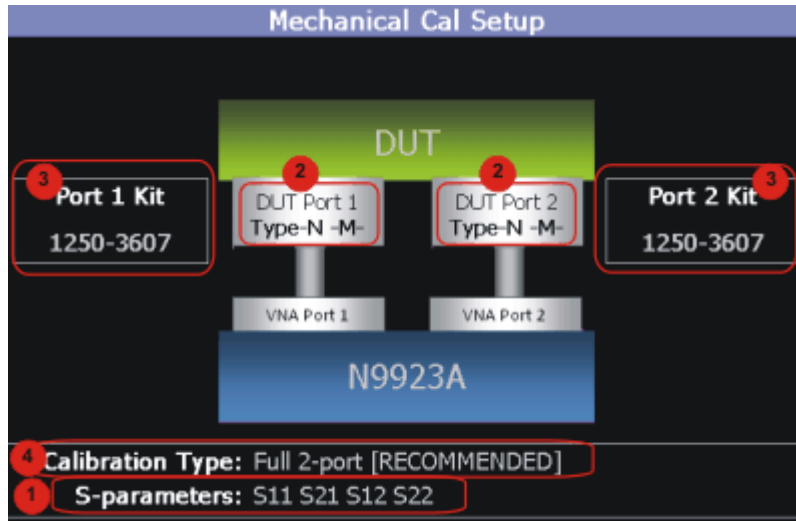 Mechanical Cal Setup
DUT
3
Port 1 Kit
1250-3607
2
DUT Port 1
Type-N -M-
2
DUT Port 2
Type-N -M-
3
Port 2 Kit
1250-3607
VNA Port 1
VNA Port 2
N9923A
4 Calibration Type: Full 2-port [RECOMMENDED]
1 S-parameters: S11 S21 S12 S22